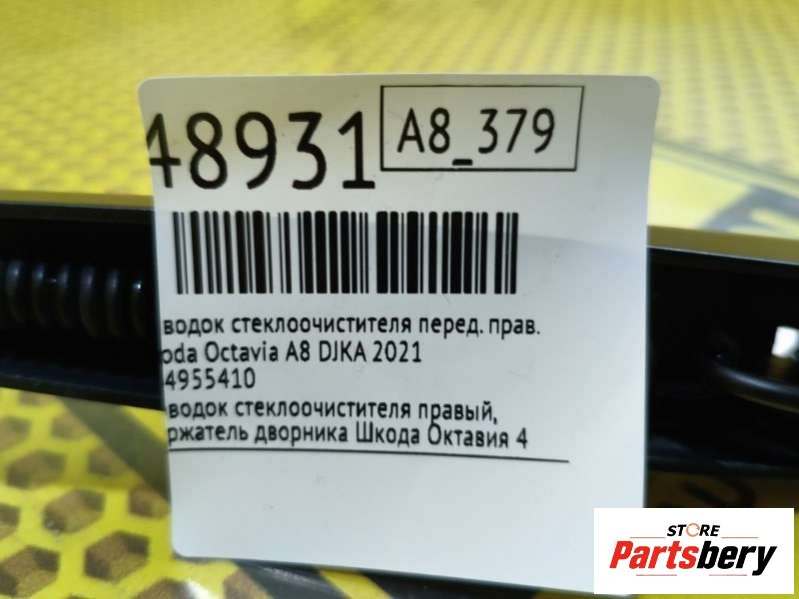 48931
A8_379
водок стеклоочистителя перед. прав.
oda Octavia A8 DJKA 2021
4955410
водок стеклоочистителя правый,
ржатель дворника Шкода Октавия 4
STORE
Partsbery